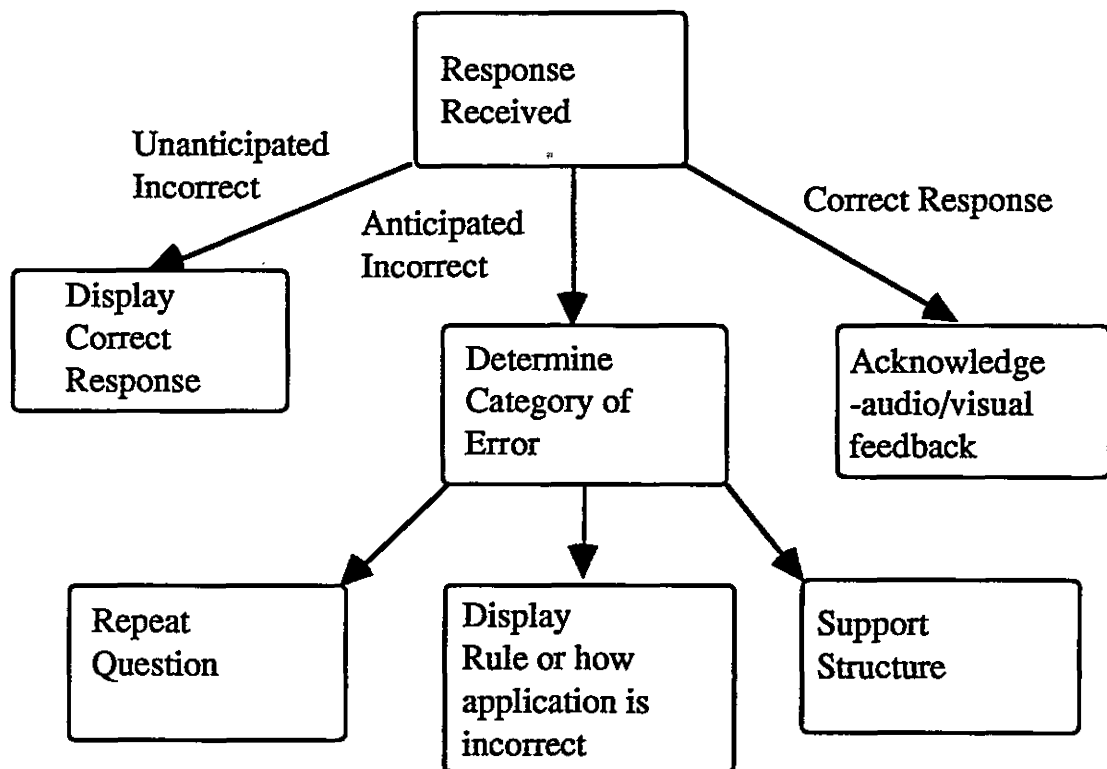 Response
Received
Unanticipated
Incorrect
Anticipated
Incorrect
Correct Response
Display
Correct
Response
Determine
Category of
Error
Acknowledge
-audio/visual
feedback
Repeat
Question
Display
Rule or how
application is
incorrect
Support
Structure